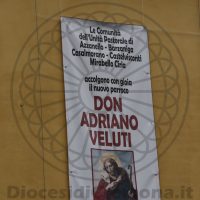 Le Comunità
dell'Unità Pastorale di
Azzanello - Barzaniga
Casalmorano - Castelvisconti
Mirabello Ciria
accolgono con gioia
il nuovo parroco
DON
ADRIANO
VELUTI